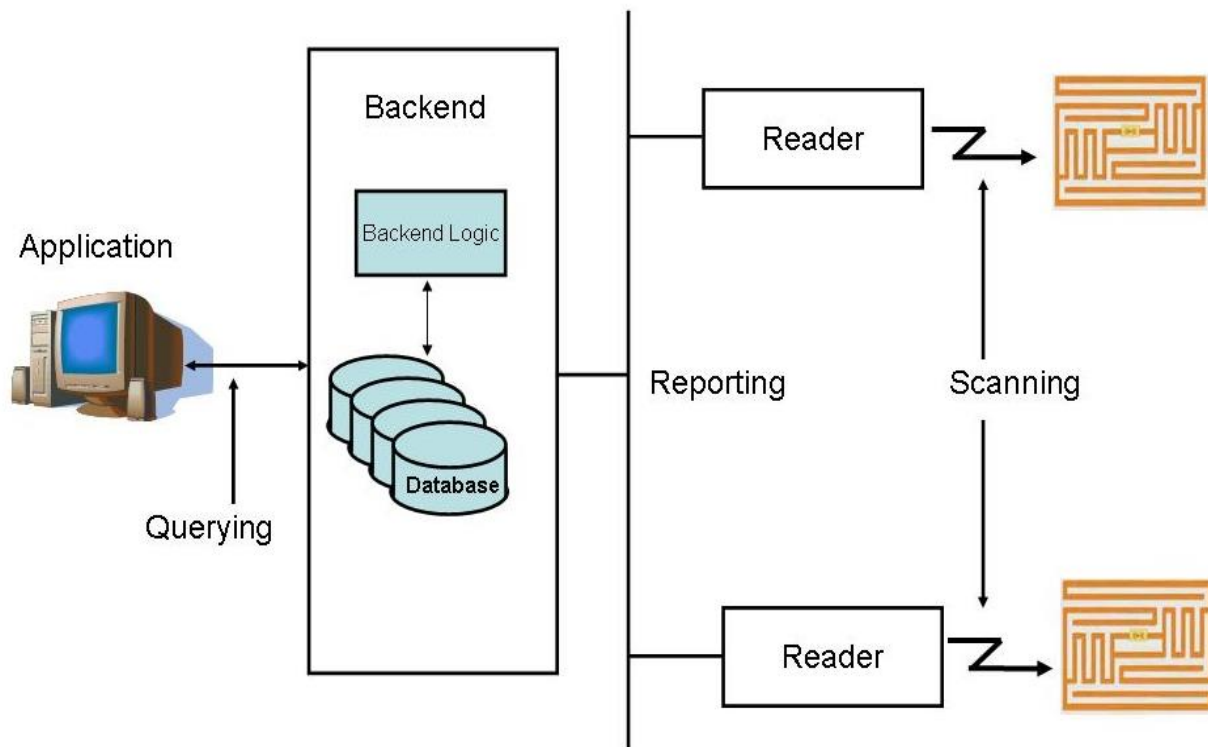 Backend
Reader
Backend Logic
Application
Reporting
Scanning
Database
Querying
Reader